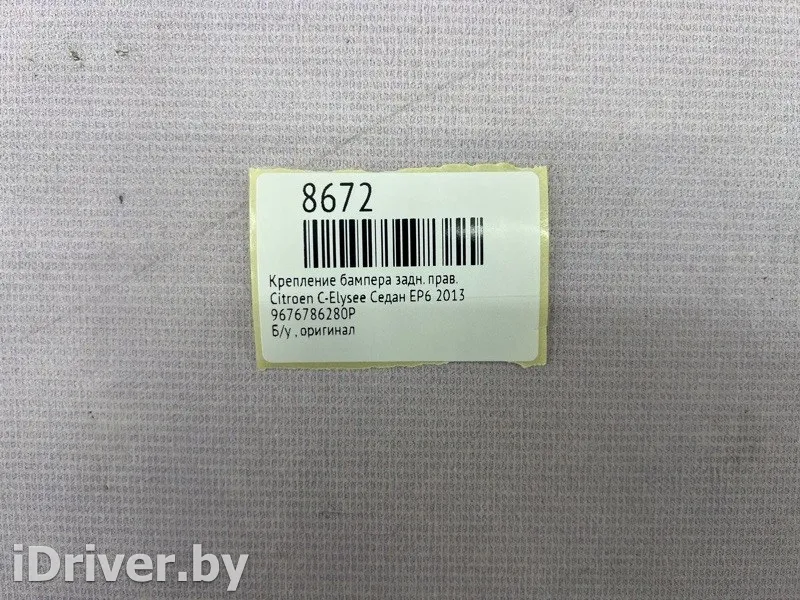 8672
Крепление бампера задн. прав.
Citroen C-Elysee Седан EP6 2013
9676786280P
Б/у , оригинал
iDriver.by